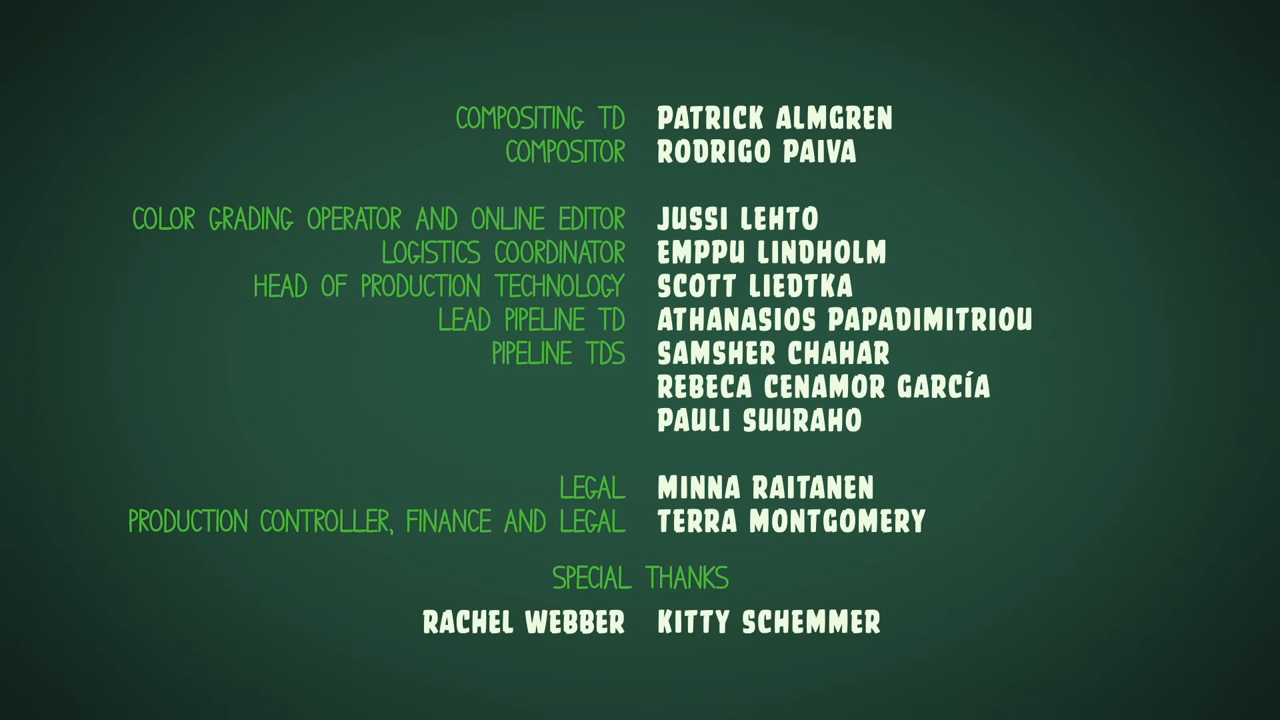 COMPOSITING TD PATRICK ALMGREN
COMPOSITOR RODRIGO PAIVA
COLOR GRADING OPERATOR AND ONLINE EDITOR JUSSI LEHTO
LOGISTICS COORDINATOR EMPPU LINDHOLM
HEAD OF PRODUCTION TECHNOLOGY SCOTT LIEDTKA
LEAD PIPELINE TD ATHANASIOS PAPADIMITRIOU
PIPELINE TDS SAMSHER CHAHAR
REBECA CENAMOR GARCÍA
PAULI SUURAHO
LEGAL MINNA RAITANEN
PRODUCTION CONTROLLER, FINANCE AND LEGAL TERRA MONTGOMERY
SPECIAL THANKS
RACHEL WEBBER KITTY SCHEMMER